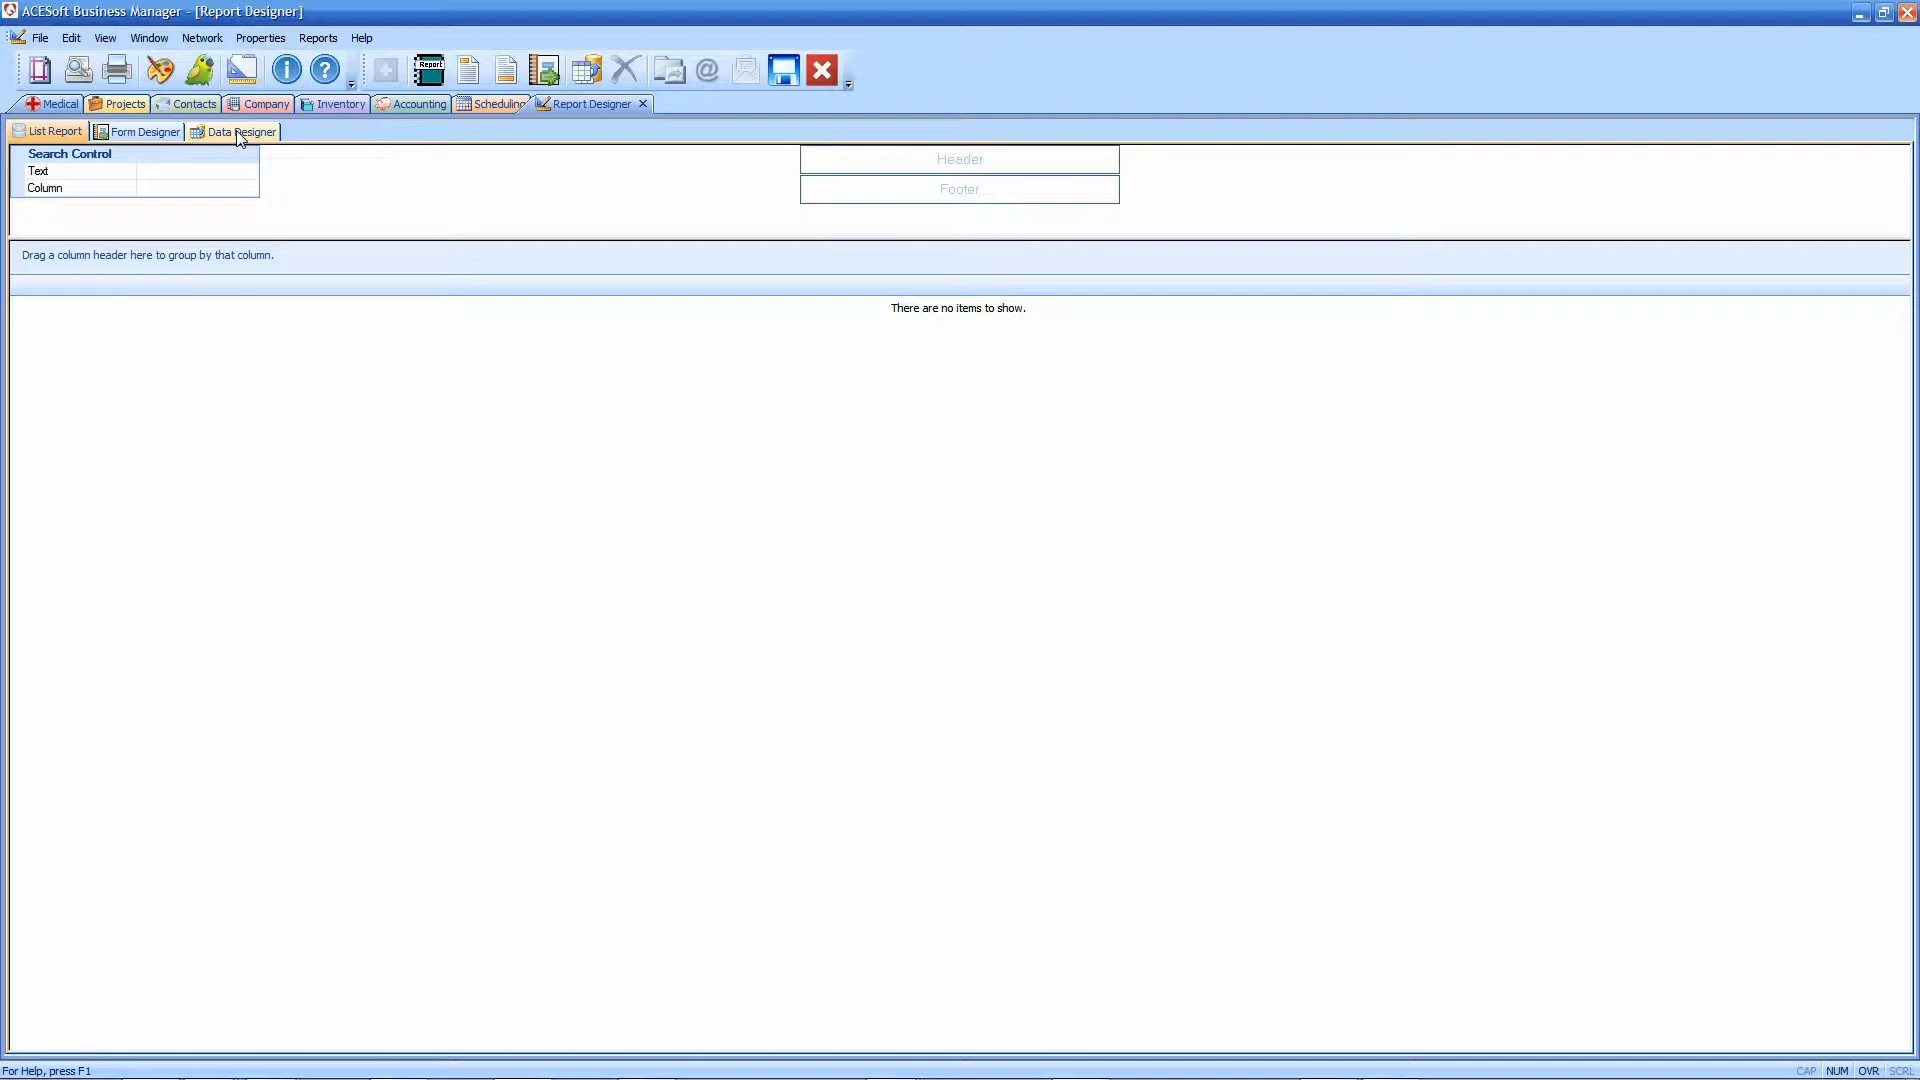 ACESoft Business Manager - [Report Designer]
File Edit View Window Network Properties Reports Help
Report
Medical Projects Contacts Company Inventory Accounting Scheduling Report Designer
List Report Form Designer Data Designer
Search Control
Text
Column
Header
Footer
Drag a column header here to group by that column.
There are no items to show.
For Help, press F1
CAP NUM OVR SCRL